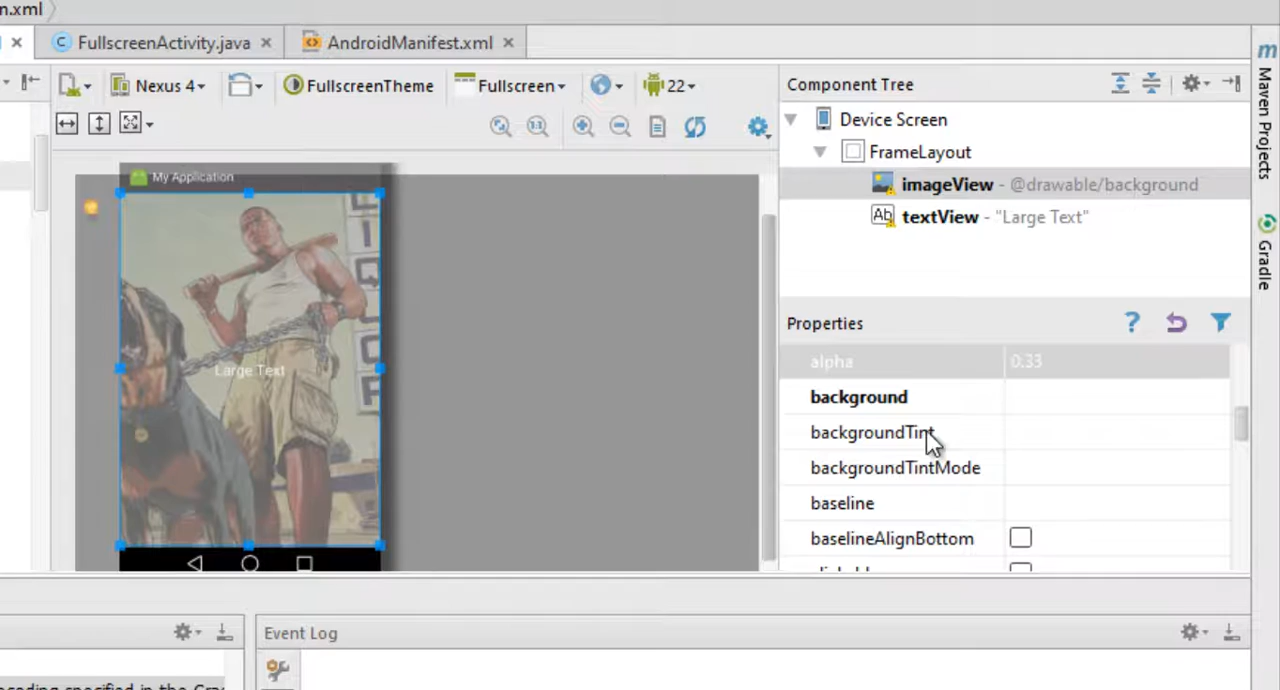 n.xml
FullscreenActivity.java
AndroidManifest.xml
Nexus 4
FullscreenTheme
Fullscreen
22
Component Tree
Device Screen
FrameLayout
imageView - @drawable/background
textView - "Large Text"
Maven Projects
Gradle
My Application
Large Text
Properties
alpha 0.33
background
backgroundTint
backgroundTintMode
baseline
baselineAlignBottom
Event Log